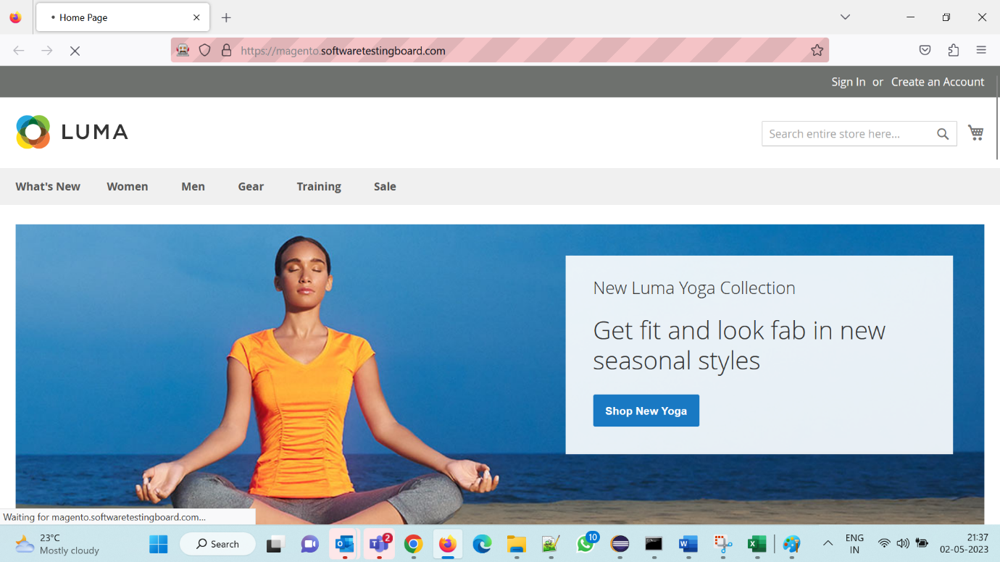 Home Page
https://magento.softwaretestingboard.com
Sign In or Create an Account
LUMA
Search entire store here...
What's New Women Men Gear Training Sale
New Luma Yoga Collection
Get fit and look fab in new
seasonal styles
Shop New Yoga
Waiting for magento.softwaretestingboard.com...
23°C
Mostly cloudy
Search
2
10
ENG
IN
21:37
02-05-2023